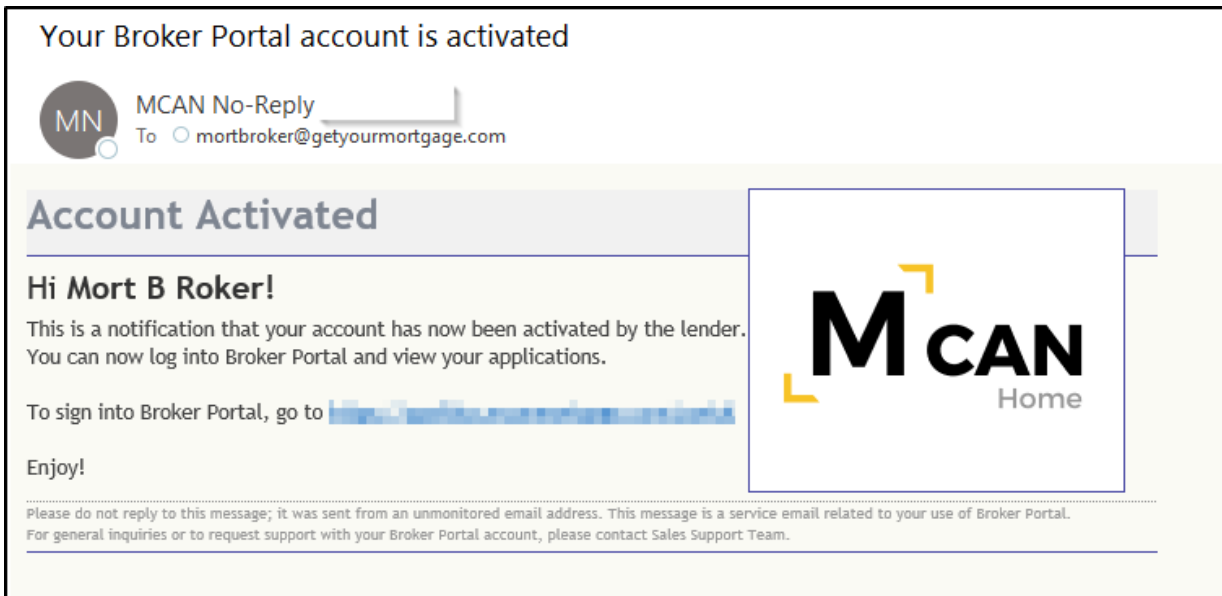 Your Broker Portal account is activated
MN
MCAN No-Reply
To mortbroker@getyourmortgage.com
Account Activated
Hi Mort B Roker!
This is a notification that your account has now been activated by the lender.
You can now log into Broker Portal and view your applications.
To sign into Broker Portal, go to
Enjoy!
MCAN
Home
Please do not reply to this message; it was sent from an unmonitored email address. This message is a service email related to your use of Broker Portal.
For general inquiries or to request support with your Broker Portal account, please contact Sales Support Team.